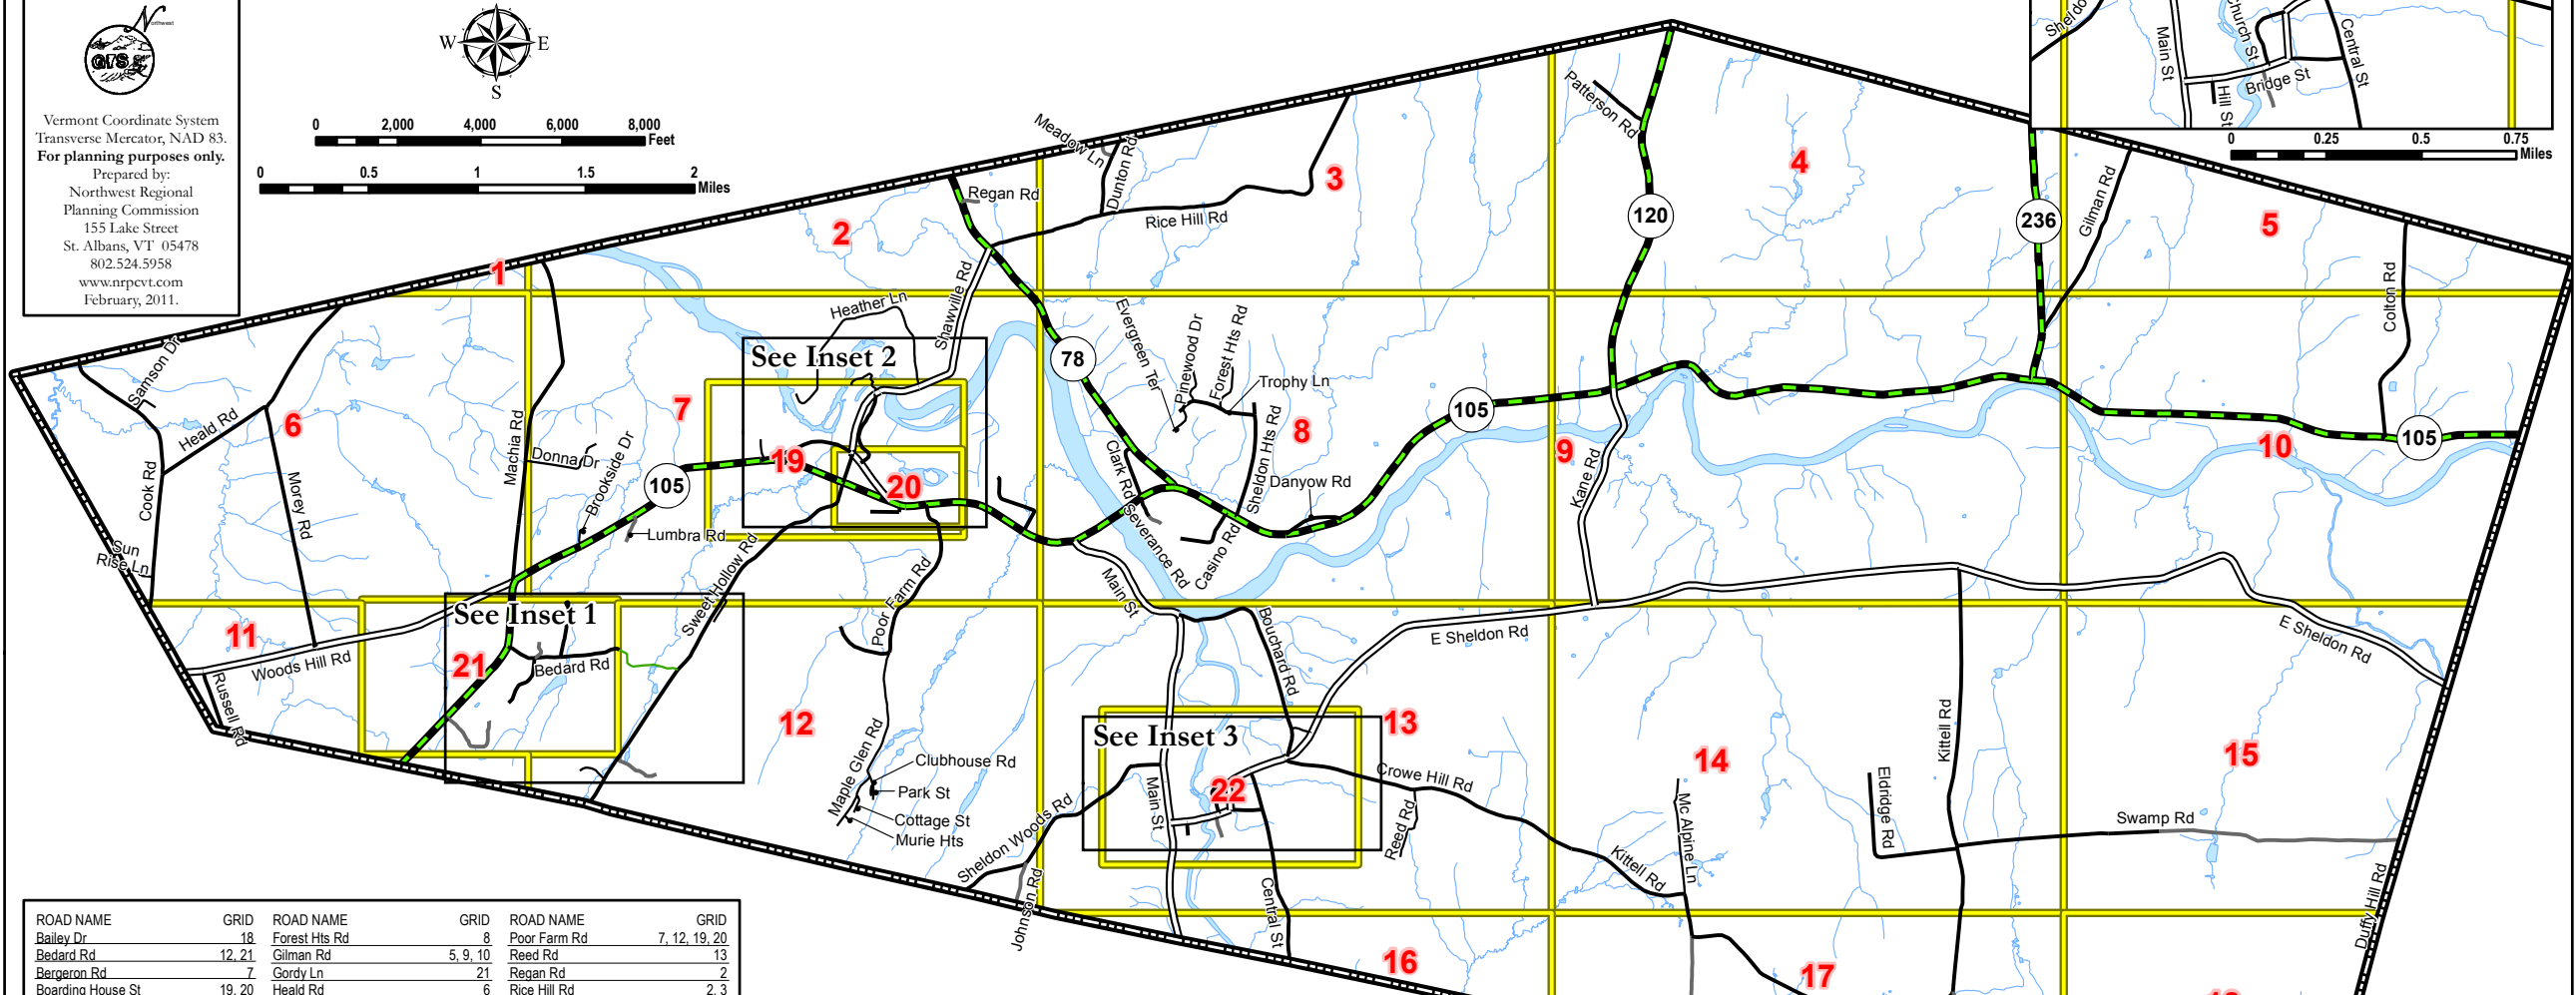 Northwest
GIS
Vermont Coordinate System
Transverse Mercator, NAD 83.
For planning purposes only.
Prepared by:
Northwest Regional
Planning Commission
155 Lake Street
St. Albans, VT 05478
802.524.5958
www.nrpcvt.com
February, 2011.
W E
S
0 2,000 4,000 6,000 8,000
Feet
0 0.5 1 1.5 2
Miles
Main St
Church St
Central St
Bridge St
Hill St
0 0.25 0.5 0.75
Miles
1
2
3
4
5
6
7
8
9
10
11
12
13
14
15
16
17
19
20
21
22
Meadow Ln
Dunton Rd
Regan Rd
Rice Hill Rd
Patterson Rd
120
236
Gilman Rd
Colton Rd
Heather Ln
Shawville Rd
See Inset 2
78
Evergreen Ter
Pinewood Dr
Forest Hts Rd
Trophy Ln
Sheldon Hts Rd
Danyow Rd
Clark Rd
Severance Rd
Casino Rd
105
105
105
Kane Rd
Samson Dr
Heald Rd
Cook Rd
Morey Rd
Sun
Rise Ln
Machia Rd
Donna Dr
Brookside Dr
Lumbra Rd
Sweet Hollow Rd
Poor Farm Rd
Main St
Bouchard Rd
E Sheldon Rd
E Sheldon Rd
See Inset 1
Bedard Rd
Woods Hill Rd
Russell Rd
Maple Glen Rd
Clubhouse Rd
Park St
Cottage St
Murie Hts
Sheldon Woods Rd
Johnson Rd
See Inset 3
Main St
Central St
Crowe Hill Rd
Reed Rd
Kittell Rd
Mc Alpine Ln
Eldridge Rd
Kittell Rd
Swamp Rd
Duffy Hill Rd
ROAD NAME GRID ROAD NAME GRID ROAD NAME GRID
Bailey Dr 18 Forest Hts Rd 8 Poor Farm Rd 7, 12, 19, 20
Bedard Rd 12, 21 Gilman Rd 5, 9, 10 Reed Rd 13
Bergeron Rd 7 Gordy Ln 21 Regan Rd 2
Boarding House St 19, 20 Heald Rd 6 Rice Hill Rd 2, 3